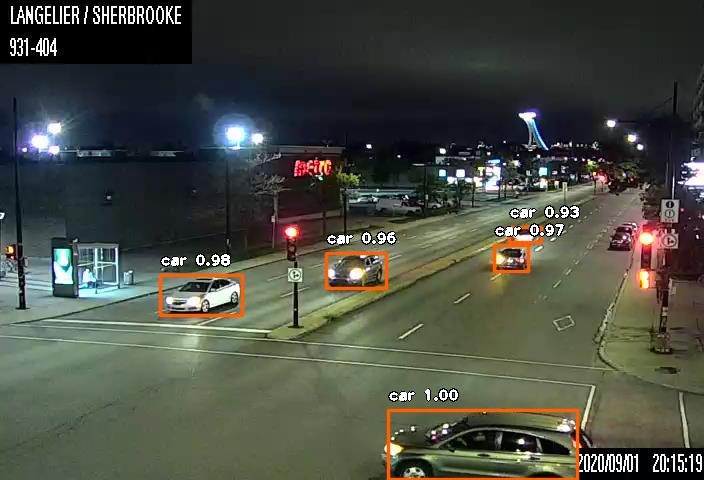 LANGELIER / SHERBROOKE
931-404
metro
car 0.93
car 0.97
car 0.96
car 0.98
car 1.00
2020/09/01 20:15:19